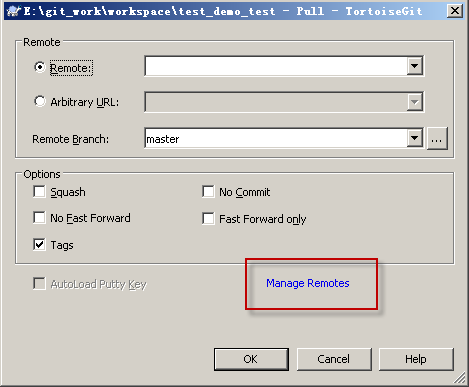 E:\git_work\workspace\test_demo_test - Pull - TortoiseGit
Remote
Remote:
Arbitrary URL:
Remote Branch: master ...
Options
Squash No Commit
No Fast Forward Fast Forward only
Tags
AutoLoad Putty Key Manage Remotes
OK Cancel Help